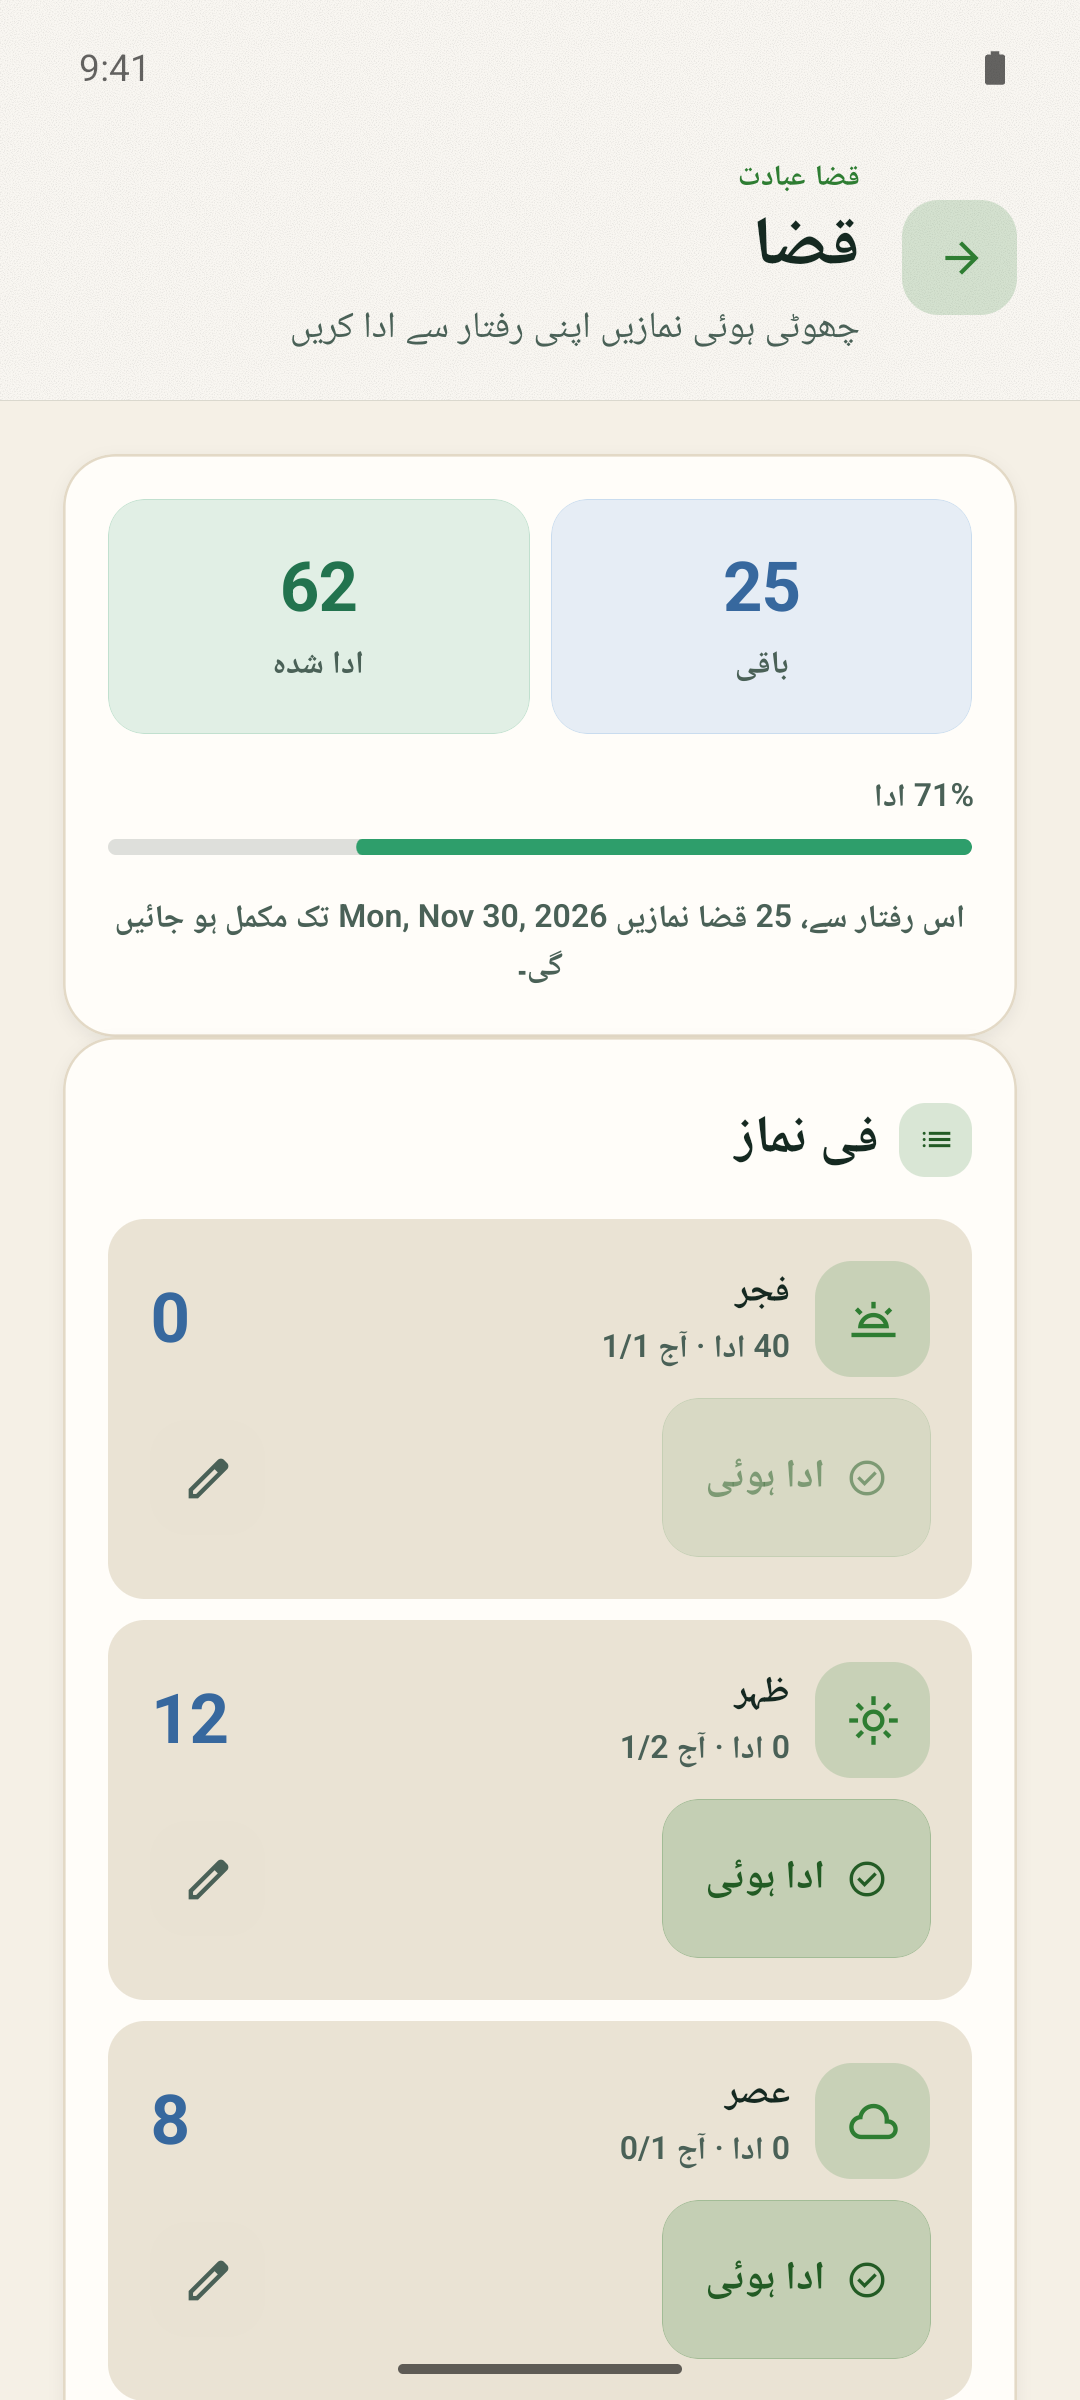 9:41
قضا عبادت
قضا
چھوٹی ہوئی نمازیں اپنی رفتار سے ادا کریں
25
باقی
62
ادا شدہ
71% ادا
اس رفتار سے، 25 قضا نمازیں Mon, Nov 30, 2026 تک مکمل ہو جائیں
گی۔
فی نماز
فجر
40 ادا · آج 1/1
0
ادا ہوئی
ظہر
0 ادا · آج 1/2
12
ادا ہوئی
عصر
0 ادا · آج 0/1
8
ادا ہوئی